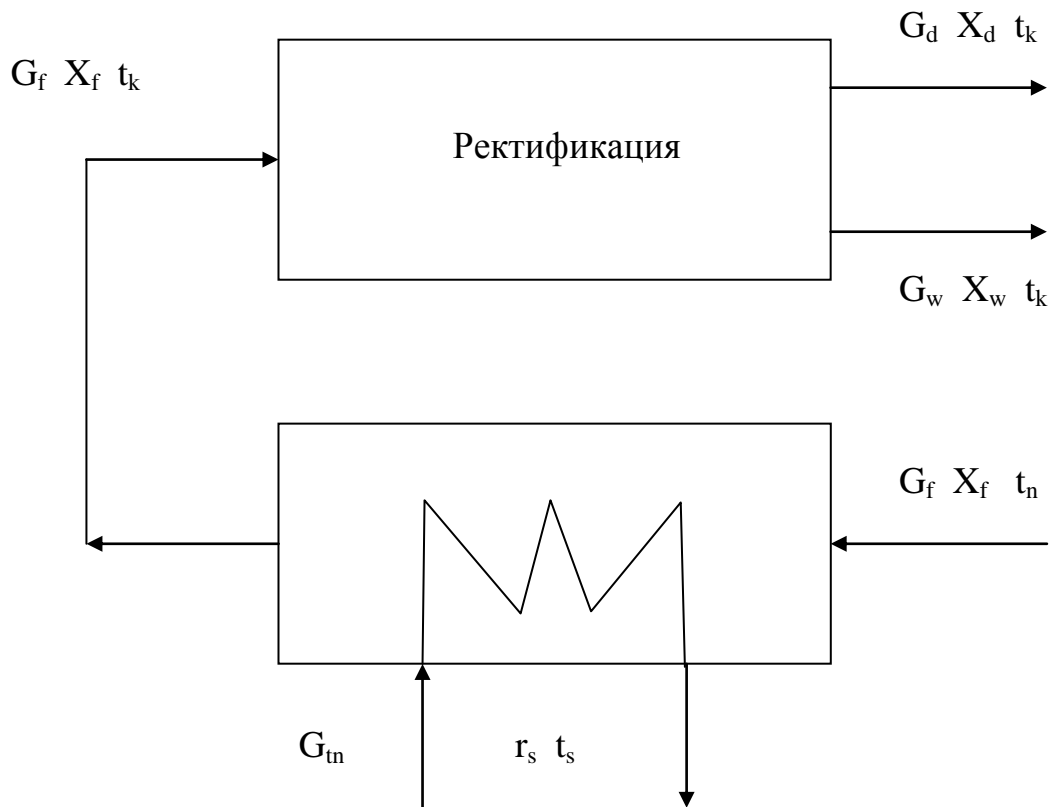 G_d X_d t_k
G_f X_f t_k
Ректификация
G_w X_w t_k
G_f X_f t_n
G_tn r_s t_s